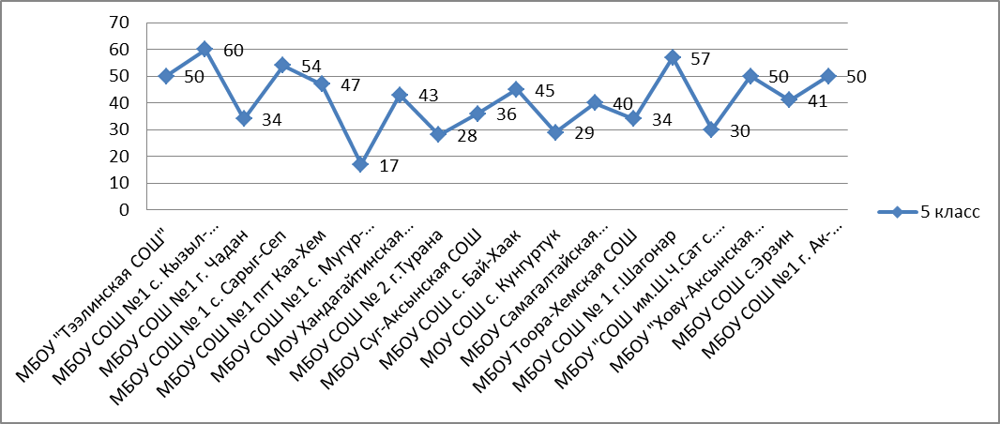 70
60
50
40
30
20
10
0
50
60
34
54
47
17
43
28
36
45
29
40
34
57
30
50
41
50
5 класс
МБОУ "Тээлинская СОШ"
МБОУ СОШ №1 с. Кызыл-...
МБОУ СОШ №1 г. Чадан
МБОУ СОШ № 1 с. Сарыг-Сеп
МБОУ СОШ №1 пгт Каа-Хем
МБОУ СОШ №1 с. Мугур-...
МОУ Хандагайтинская...
МБОУ СОШ № 2 г.Турана
МБОУ Суг-Аксынская СОШ
МБОУ СОШ с. Бай-Хаак
МОУ СОШ с. Кунгуртук
МБОУ Самагалтайская...
МБОУ Тоора-Хемская СОШ
МБОУ СОШ № 1 г.Шагонар
МБОУ "СОШ им.Ш.Ч.Сат с....
МБОУ "Хову-Аксынская...
МБОУ СОШ с.Эрзин
МБОУ СОШ №1 г. Ак-...